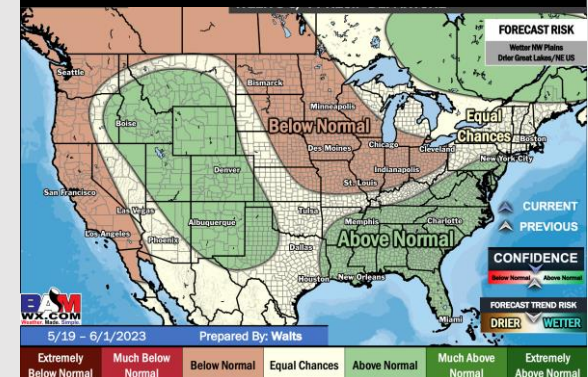 FORECAST RISK
Wetter NW Plains
Drier Great Lakes/NE US
Seattle
Bismarck
Minneapolis
Boise
Below Normal
Equal
Chances
Boston
Des Moines
Chicago
Cleveland
New York City
Denver
Indianapolis
St. Louis
San Francisco
CURRENT
Las Vegas
Tulsa
Albuquerque
Memphis
Charlotte
PREVIOUS
Los Angeles
Phoenix
Above Normal
Dallas
CONFIDENCE
Houston
New Orleans
Below Normal
Above Normal
BAM
WX.COM
Weather. Made. Simple.
FORECAST TREND RISK
Miami
DRIER
WETTER
5/19 – 6/1/2023
Prepared By: Walts
Extremely
Below Normal
Much Below
Normal
Below Normal
Equal Chances
Above Normal
Much Above
Normal
Extremely
Above Normal